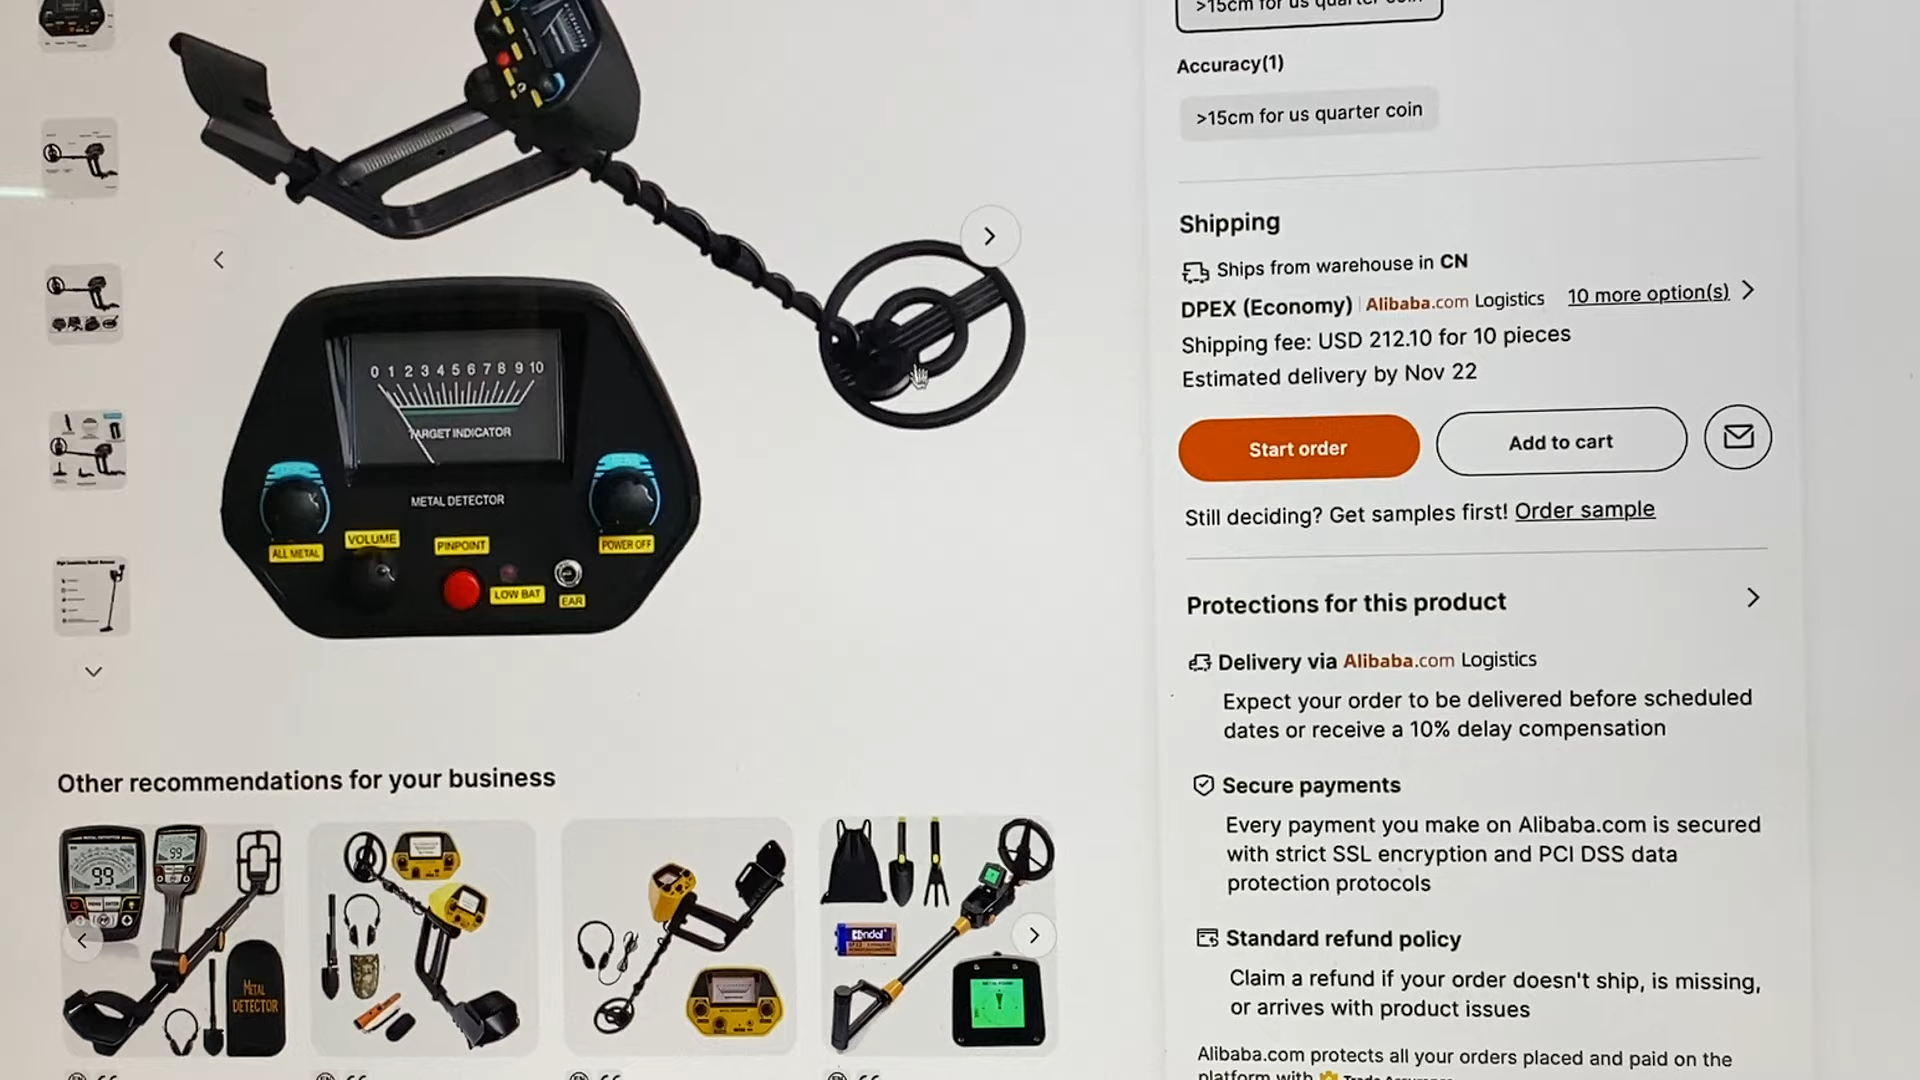 >15cm for us quarter coin
Accuracy(1)
>15cm for us quarter coin
Shipping
Ships from warehouse in CN
DPEX (Economy) | Alibaba.com Logistics 10 more option(s)
Shipping fee: USD 212.10 for 10 pieces
Estimated delivery by Nov 22
Start order
Add to cart
Still deciding? Get samples first! Order sample
Protections for this product
Delivery via Alibaba.com Logistics
Expect your order to be delivered before scheduled
dates or receive a 10% delay compensation
Secure payments
Every payment you make on Alibaba.com is secured
with strict SSL encryption and PCI DSS data
protection protocols
Standard refund policy
Claim a refund if your order doesn't ship, is missing,
or arrives with product issues
Alibaba.com protects all your orders placed and paid on the
platform with
0 1 2 3 4 5 6 7 8 9 10
TARGET INDICATOR
METAL DETECTOR
ALL METAL
VOLUME
PINPOINT
POWER OFF
LOW BAT
EAR
Other recommendations for your business
99
99
METAL
DETECTOR